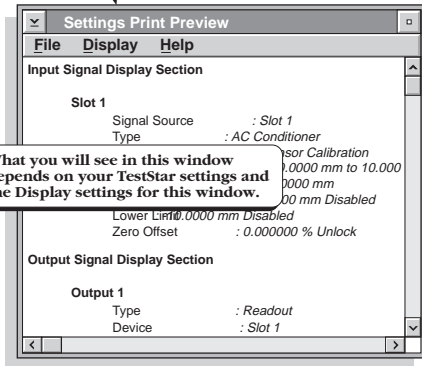 Settings Print Preview
File Display Help
Input Signal Display Section
Slot 1
Signal Source : Slot 1
Type : AC Conditioner
sor Calibration
.0000 mm to 10.000
0000 mm
00 mm Disabled
hat you will see in this window
epends on your TestStar settings and
he Display settings for this window.
Lower Limit 0.0000 mm Disabled
Zero Offset : 0.000000 % Unlock
Output Signal Display Section
Output 1
Type : Readout
Device : Slot 1